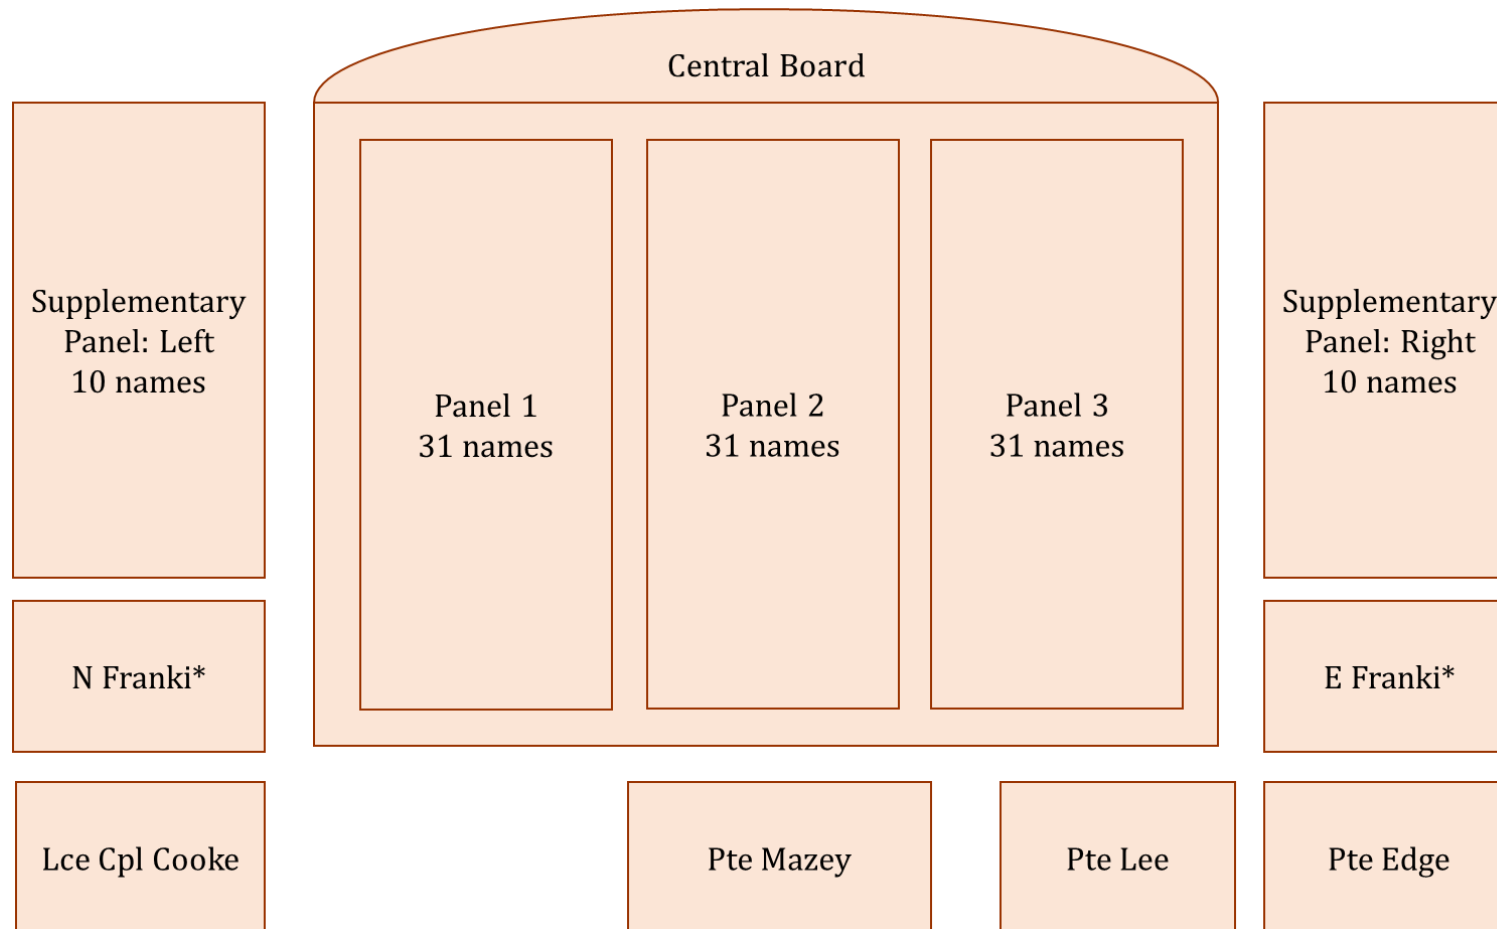 Central Board
Supplementary
Panel: Left
10 names
Panel 1
31 names
Panel 2
31 names
Panel 3
31 names
Supplementary
Panel: Right
10 names
N Franki*
E Franki*
Lce Cpl Cooke
Pte Mazey
Pte Lee
Pte Edge